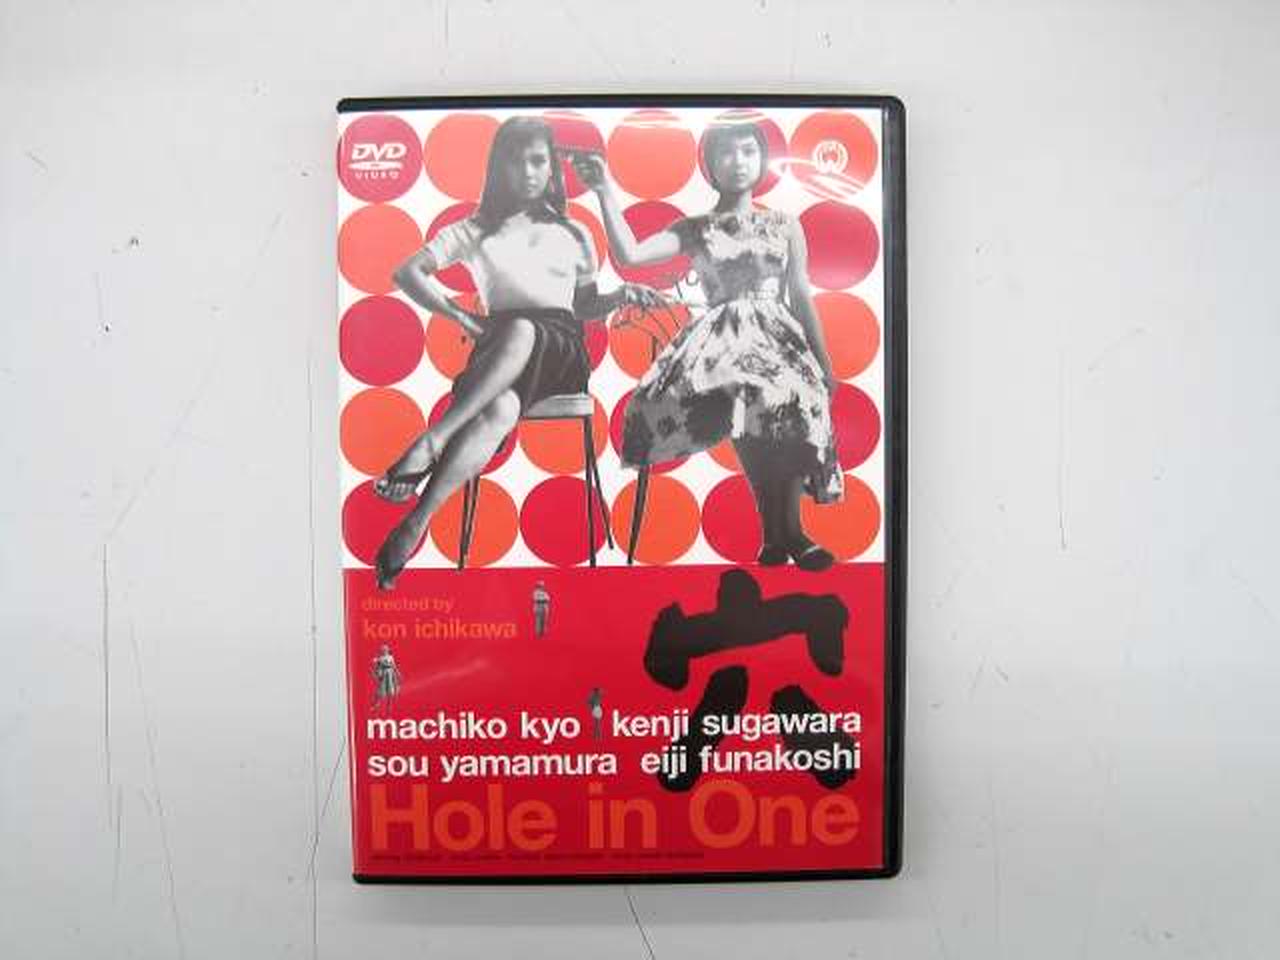 DVD
VIDEO
directed by
kon ichikawa
穴
machiko kyo kenji sugawara
sou yamamura eiji funakoshi
Hole in One